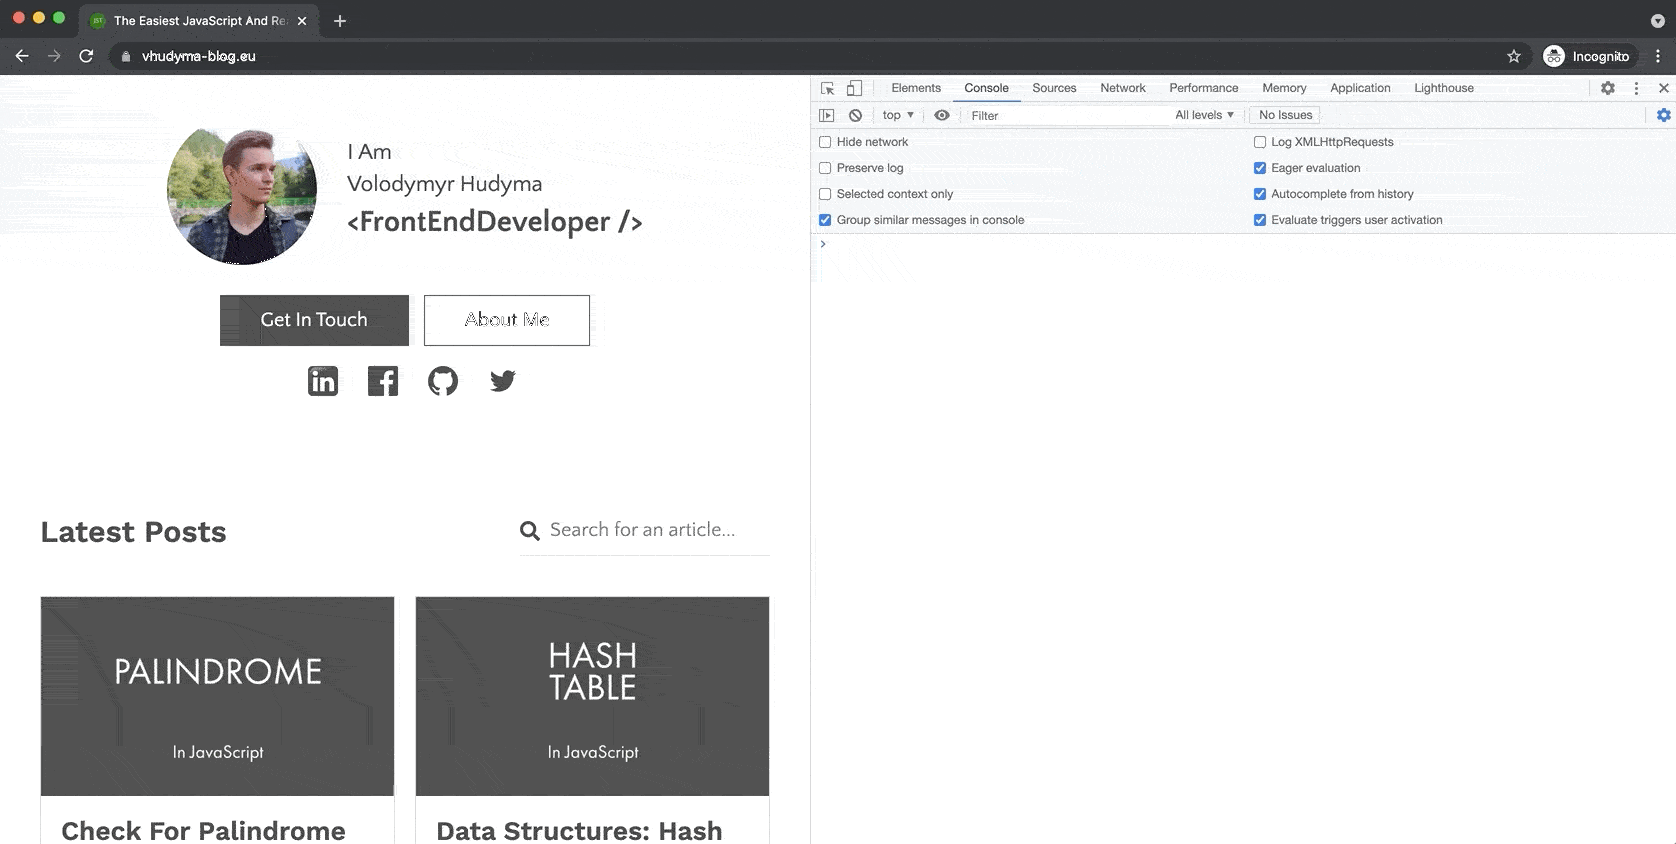 The Easiest JavaScript And Re
vhudyma-blog.eu
Incognito
I Am
Volodymyr Hudyma
<FrontEndDeveloper />
Get In Touch
About Me
in
Latest Posts
Search for an article...
PALINDROME
In JavaScript
HASH
TABLE
In JavaScript
Check For Palindrome
Data Structures: Hash
Elements Console Sources Network Performance Memory Application Lighthouse
top Filter All levels No Issues
Hide network
Preserve log
Selected context only
Group similar messages in console
Log XMLHttpRequests
Eager evaluation
Autocomplete from history
Evaluate triggers user activation